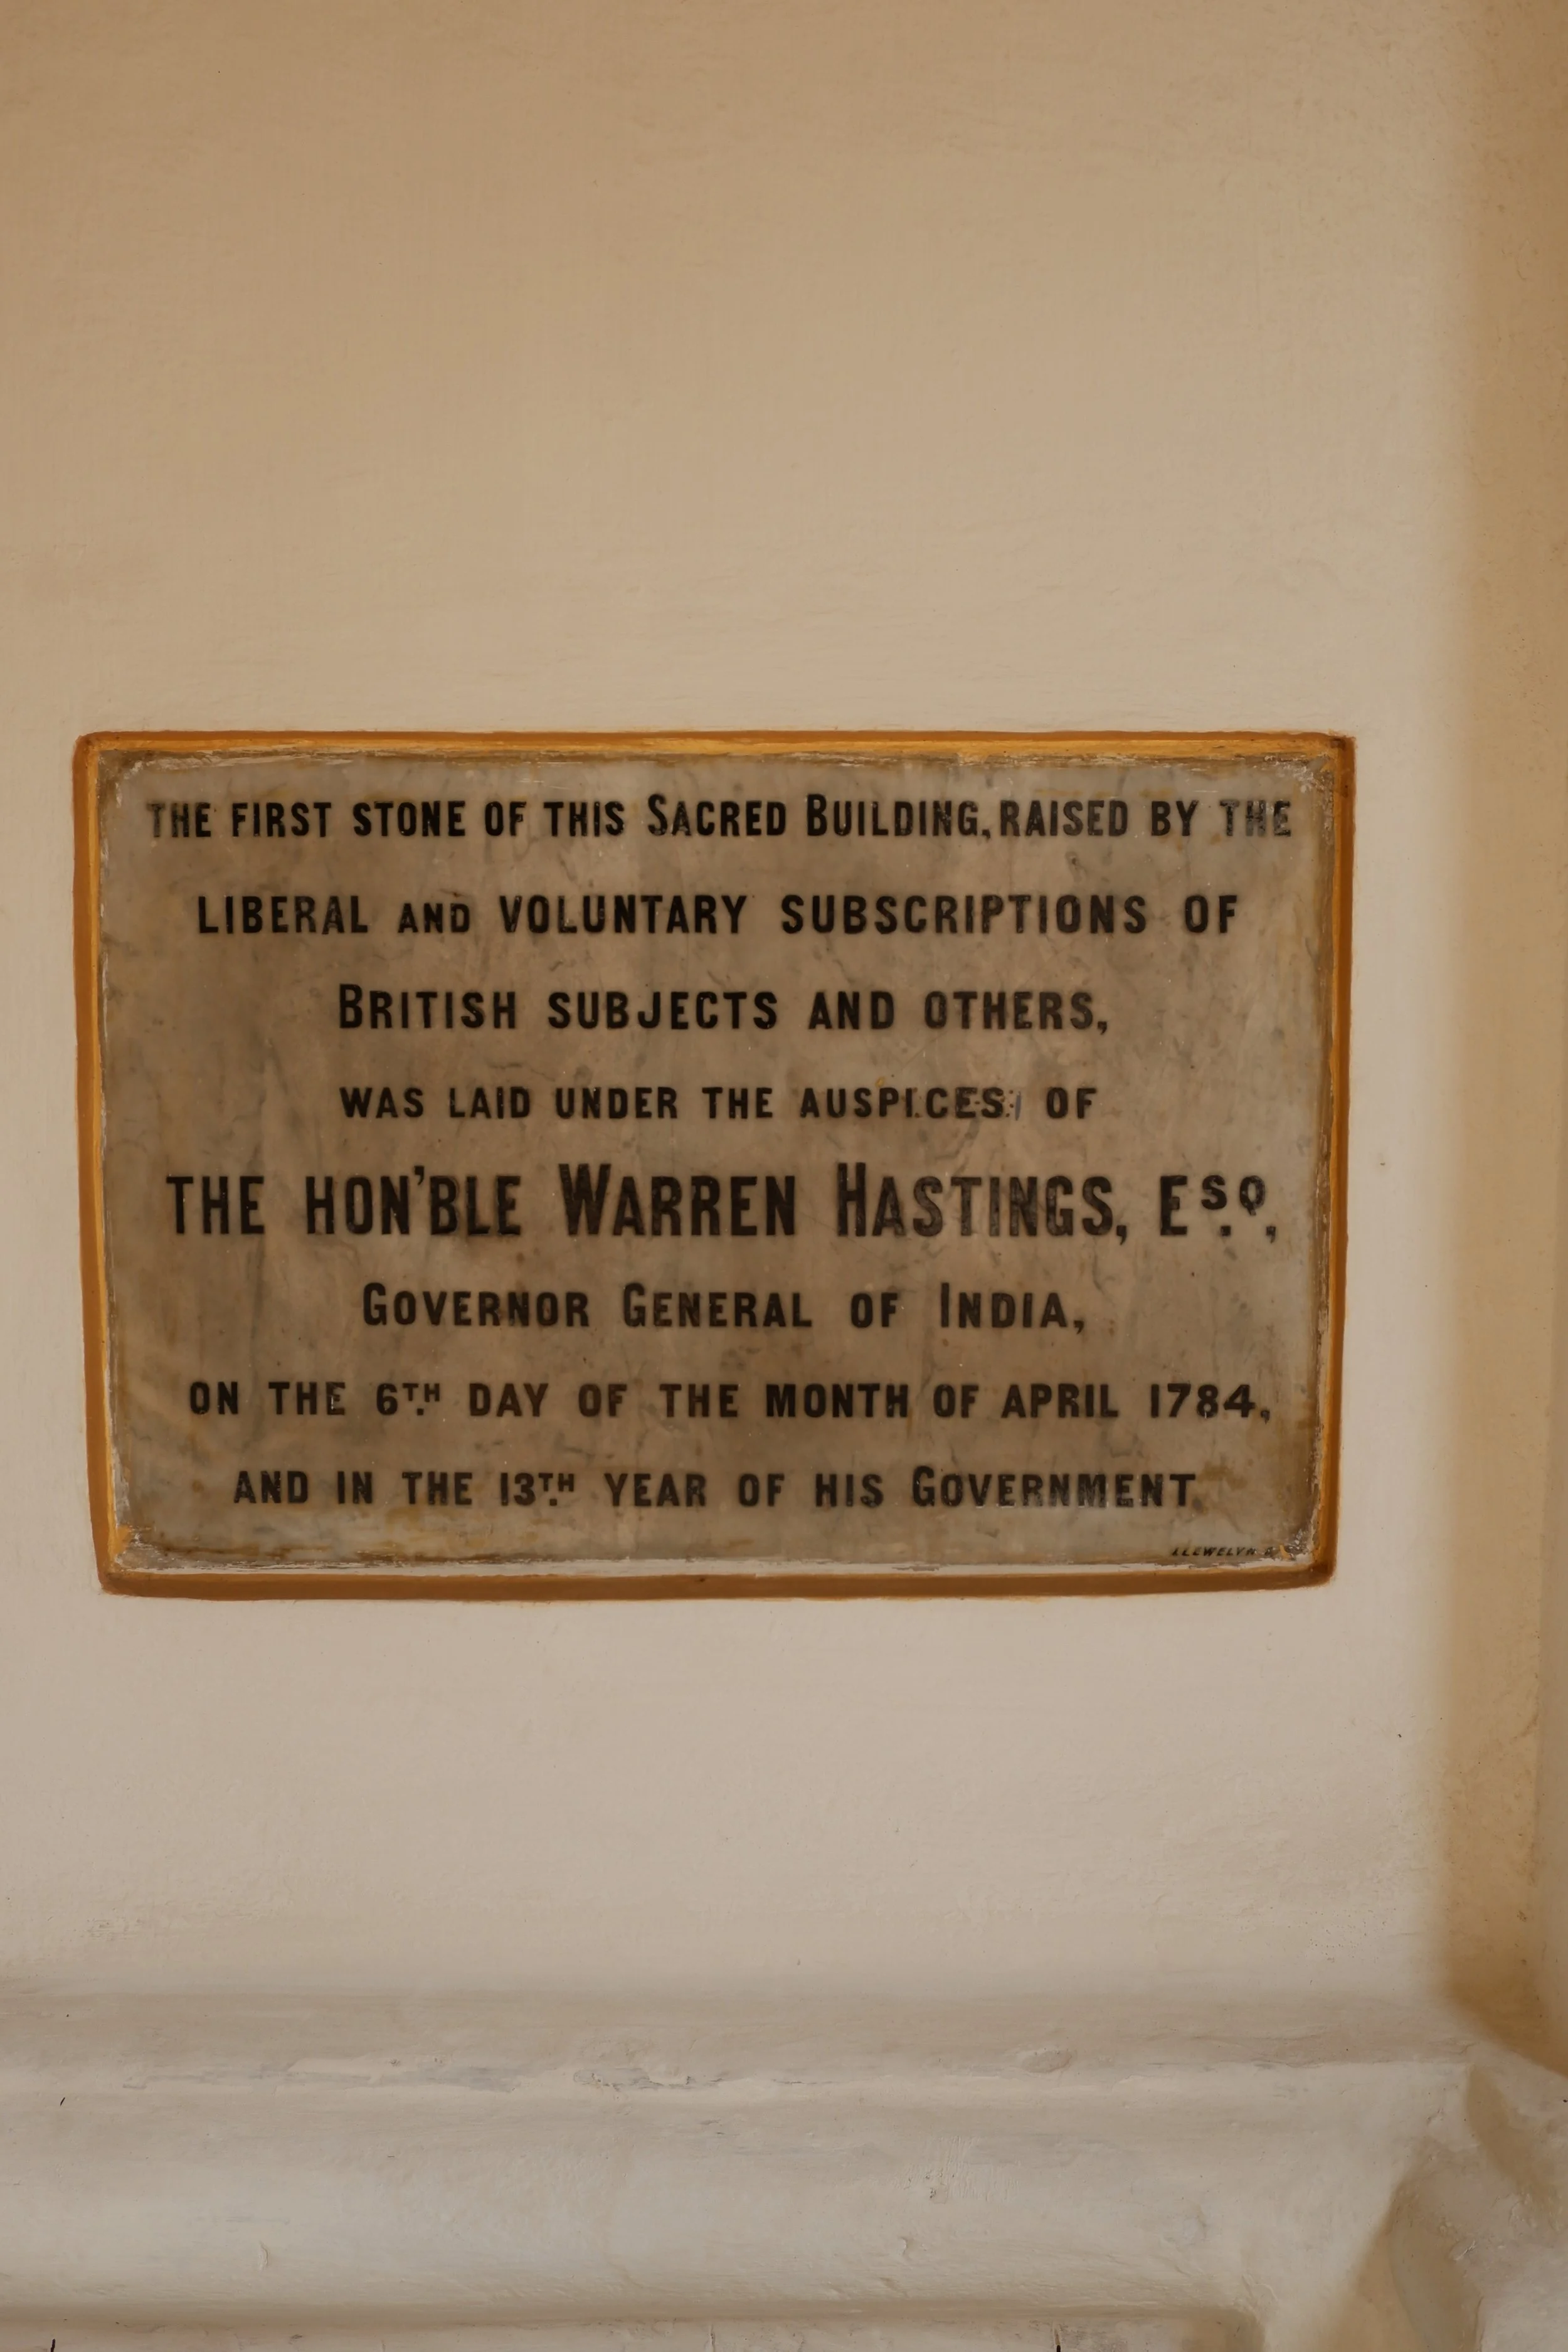 THE FIRST STONE OF THIS SACRED BUILDING, RAISED BY THE
LIBERAL AND VOLUNTARY SUBSCRIPTIONS OF
BRITISH SUBJECTS AND OTHERS,
WAS LAID UNDER THE AUSPICES OF
THE HON'BLE WARREN HASTINGS, ESQ.,
GOVERNOR GENERAL OF INDIA,
ON THE 6TH DAY OF THE MONTH OF APRIL 1784,
AND IN THE 13TH YEAR OF HIS GOVERNMENT.
LLEWELYN